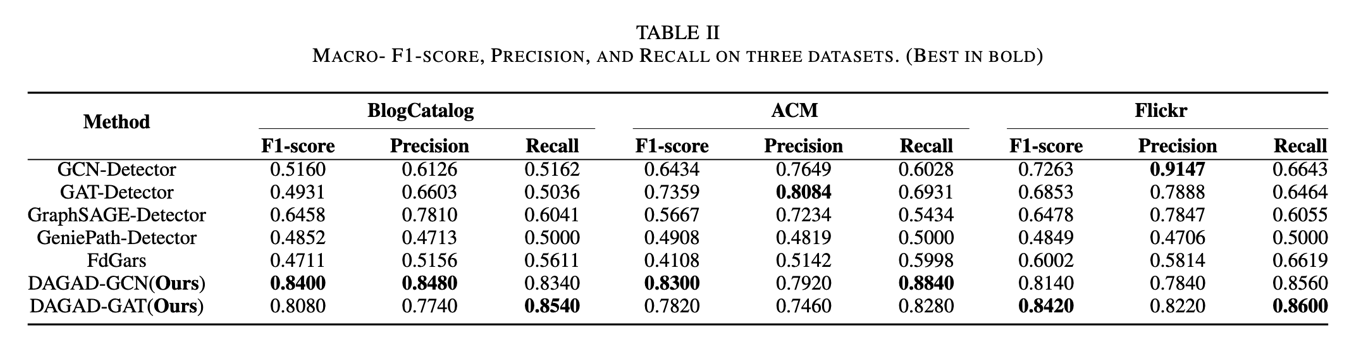 TABLE II
MACRO- F1-SCORE, PRECISION, AND RECALL ON THREE DATASETS. (BEST IN BOLD)
Method BlogCatalog ACM Flickr
F1-score Precision Recall F1-score Precision Recall F1-score Precision Recall
GCN-Detector 0.5160 0.6126 0.5162 0.6434 0.7649 0.6028 0.7263 0.9147 0.6643
GAT-Detector 0.4931 0.6603 0.5036 0.7359 0.8084 0.6931 0.6853 0.7888 0.6464
GraphSAGE-Detector 0.6458 0.7810 0.6041 0.5667 0.7234 0.5434 0.6478 0.7847 0.6055
GeniePath-Detector 0.4852 0.4713 0.5000 0.4908 0.4819 0.5000 0.4849 0.4706 0.5000
FdGars 0.4711 0.5156 0.5611 0.4108 0.5142 0.5998 0.6002 0.5814 0.6619
DAGAD-GCN(Ours) 0.8400 0.8480 0.8340 0.8300 0.7920 0.8840 0.8140 0.7840 0.8560
DAGAD-GAT(Ours) 0.8080 0.7740 0.8540 0.7820 0.7460 0.8280 0.8420 0.8220 0.8600